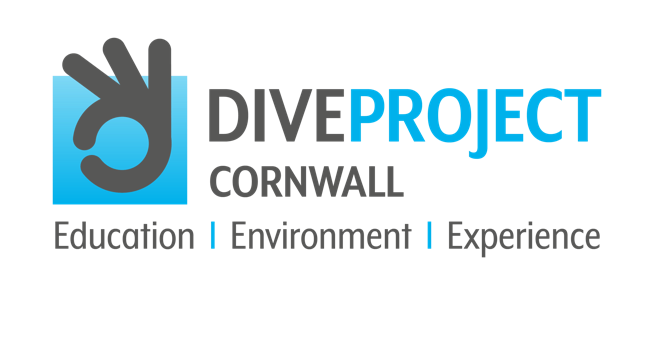 DIVEPROJECT
CORNWALL
Education | Environment | Experience